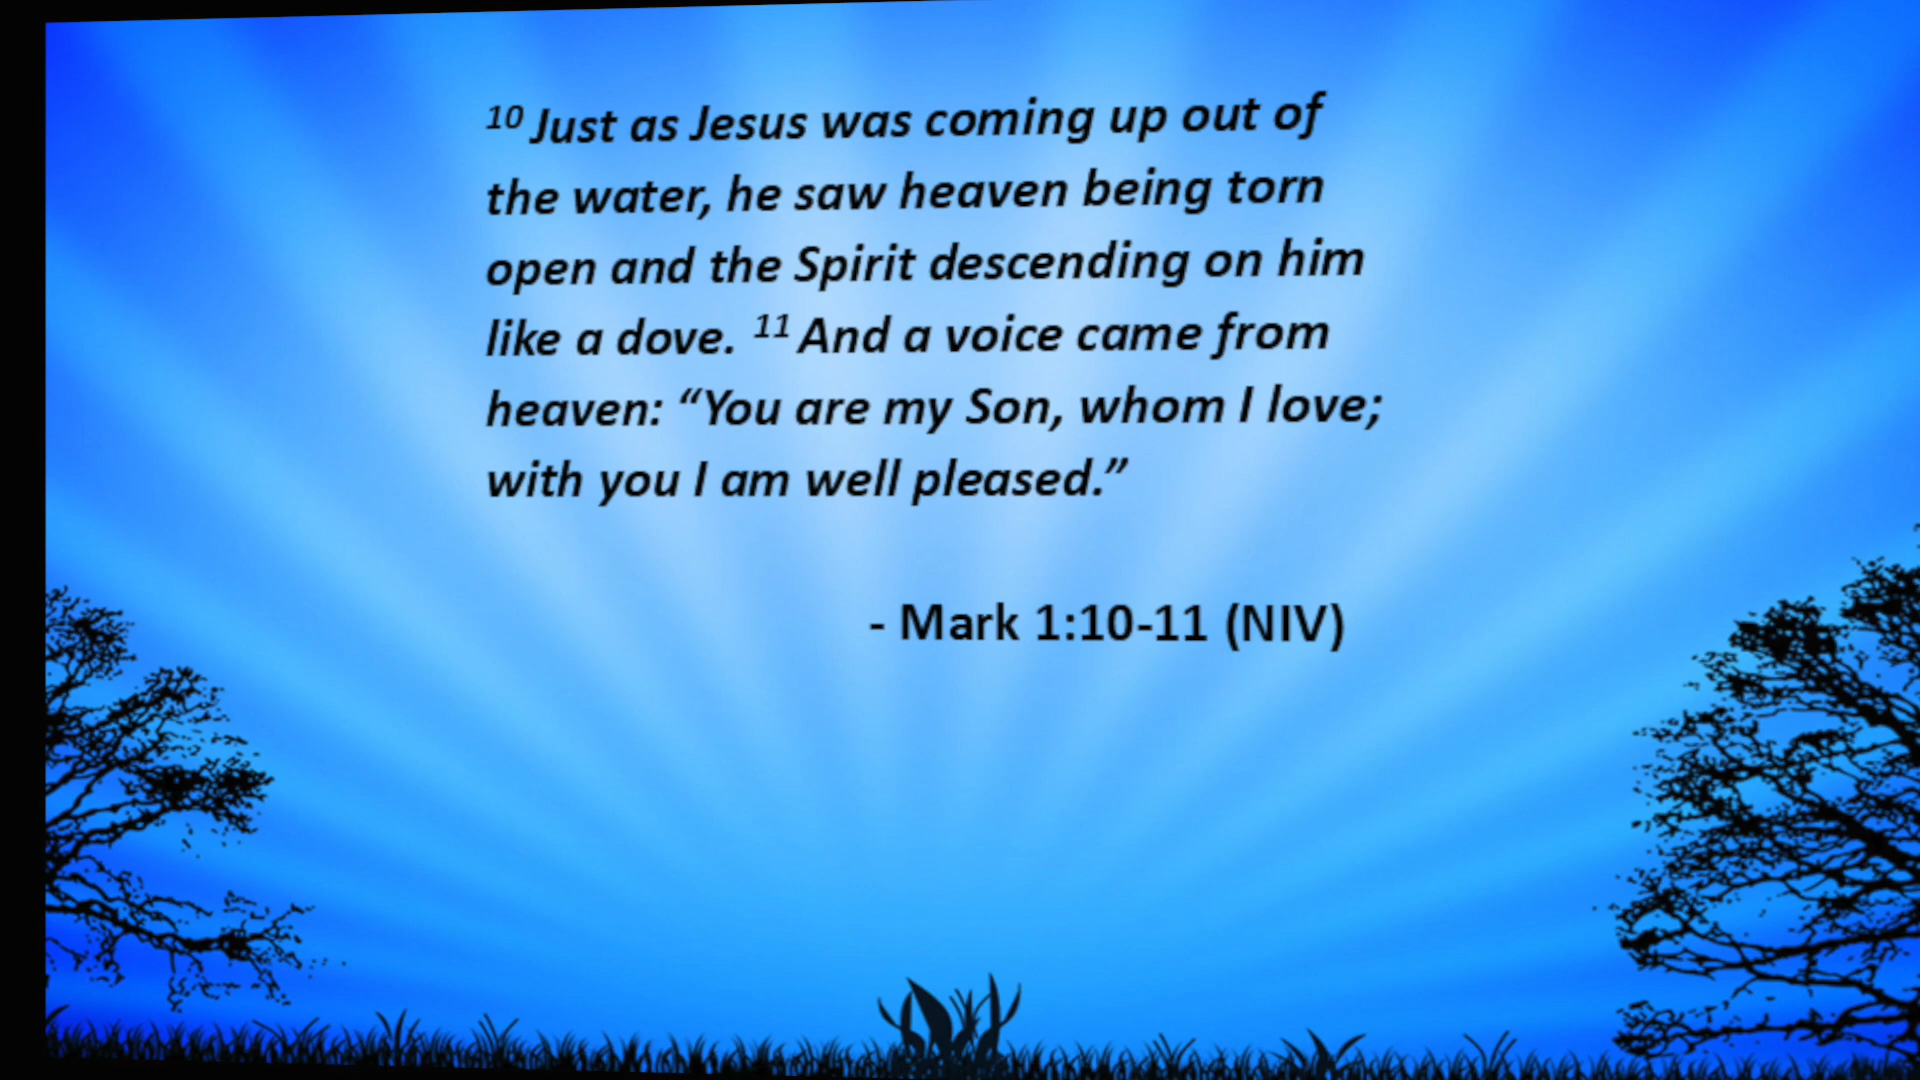 10 Just as Jesus was coming up out of
the water, he saw heaven being torn
open and the Spirit descending on him
like a dove. 11 And a voice came from
heaven: “You are my Son, whom I love;
with you I am well pleased.”
- Mark 1:10-11 (NIV)